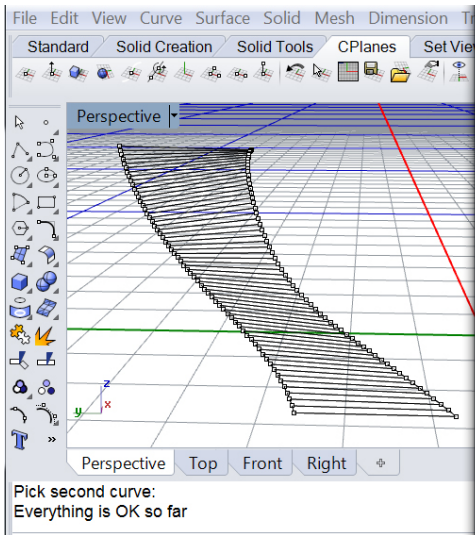 File Edit View Curve Surface Solid Mesh Dimension
Standard Solid Creation Solid Tools CPlanes Set View
Perspective
z
y x
Perspective Top Front Right
Pick second curve:
Everything is OK so far